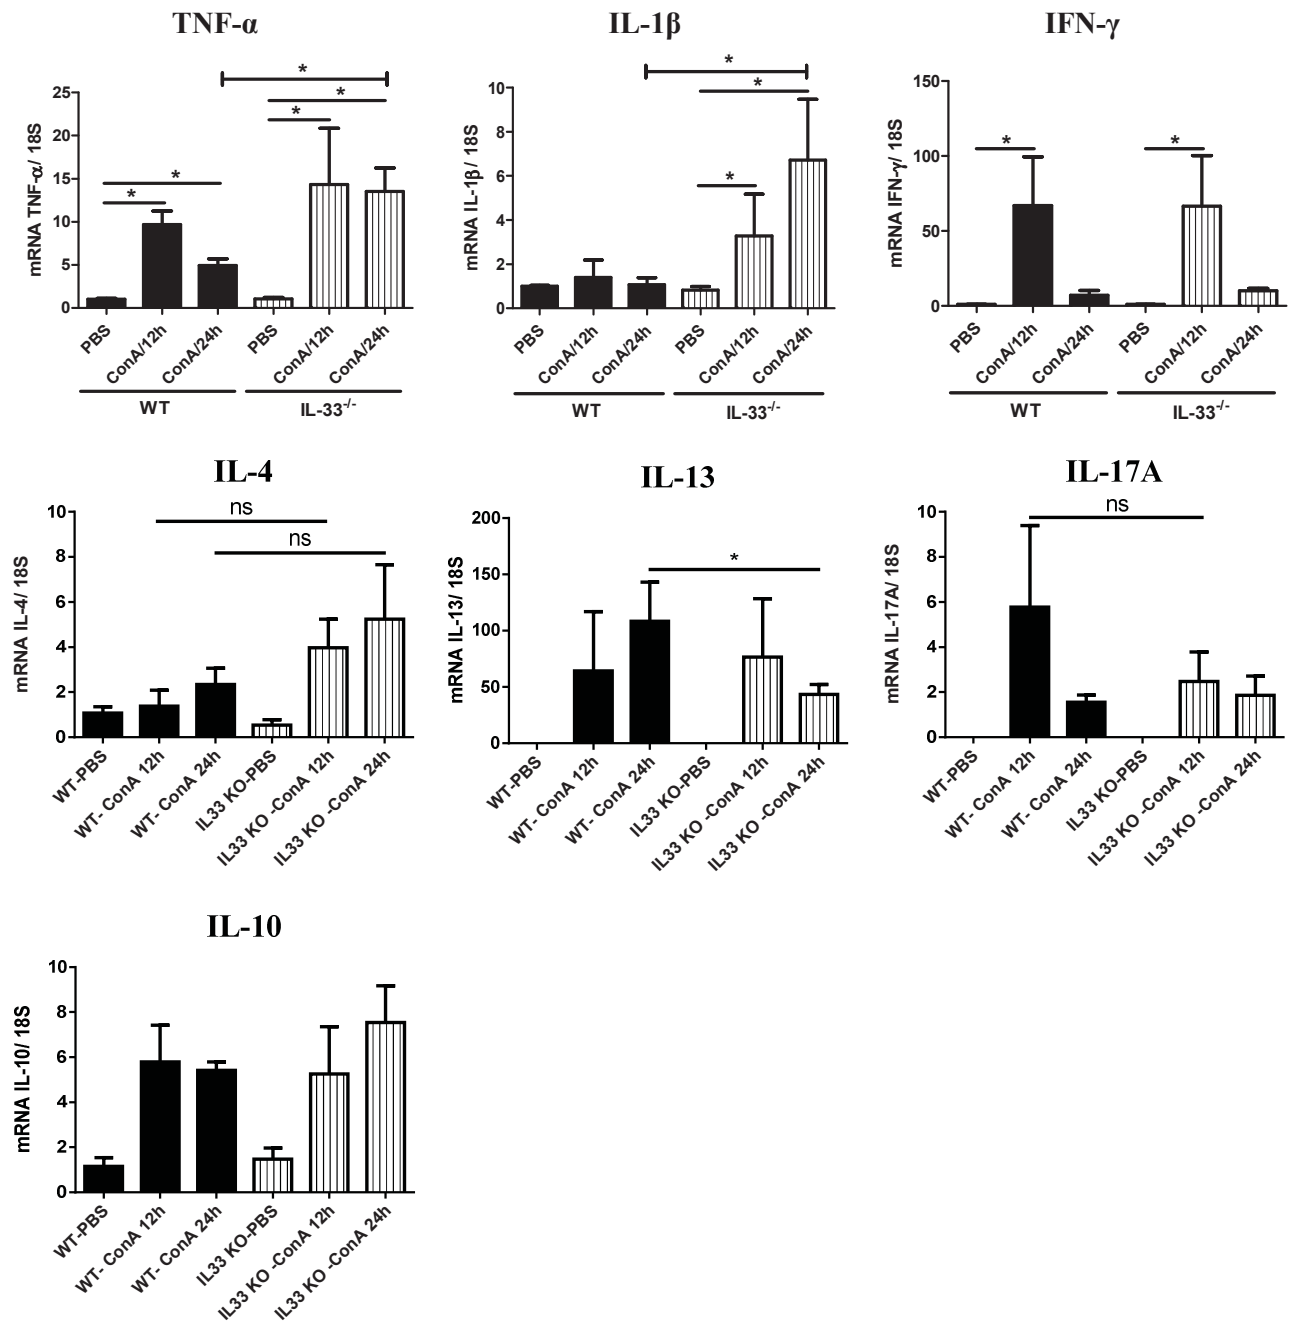 TNF-α
mRNA TNF-α/ 18S
25
20
15
10
5
0
*
*
*
*
*
PBS
ConA/12h
ConA/24h
PBS
ConA/12h
ConA/24h
WT
IL-33-/-
IL-1β
mRNA IL-1β/ 18S
10
8
6
4
2
0
*
*
*
PBS
ConA/12h
ConA/24h
PBS
ConA/12h
ConA/24h
WT
IL-33-/-
IFN-γ
mRNA IFN-γ/ 18S
150
100
50
0
*
*
PBS
ConA/12h
ConA/24h
PBS
ConA/12h
ConA/24h
WT
IL-33-/-
IL-4
mRNA IL-4/ 18S
10
8
6
4
2
0
ns
ns
WT-PBS
WT- ConA 12h
WT- ConA 24h
IL33 KO-PBS
IL33 KO -ConA 12h
IL33 KO -ConA 24h
IL-13
mRNA IL-13/ 18S
200
150
100
50
0
*
WT-PBS
WT- ConA 12h
WT- ConA 24h
IL33 KO-PBS
IL33 KO -ConA 12h
IL33 KO -ConA 24h
IL-17A
mRNA IL-17A/ 18S
10
8
6
4
2
0
ns
WT-PBS
WT- ConA 12h
WT- ConA 24h
IL33 KO-PBS
IL33 KO -ConA 12h
IL33 KO -ConA 24h
IL-10
mRNA IL-10/ 18S
10
8
6
4
2
0
WT-PBS
WT- ConA 12h
WT- ConA 24h
IL33 KO-PBS
IL33 KO -ConA 12h
IL33 KO -ConA 24h